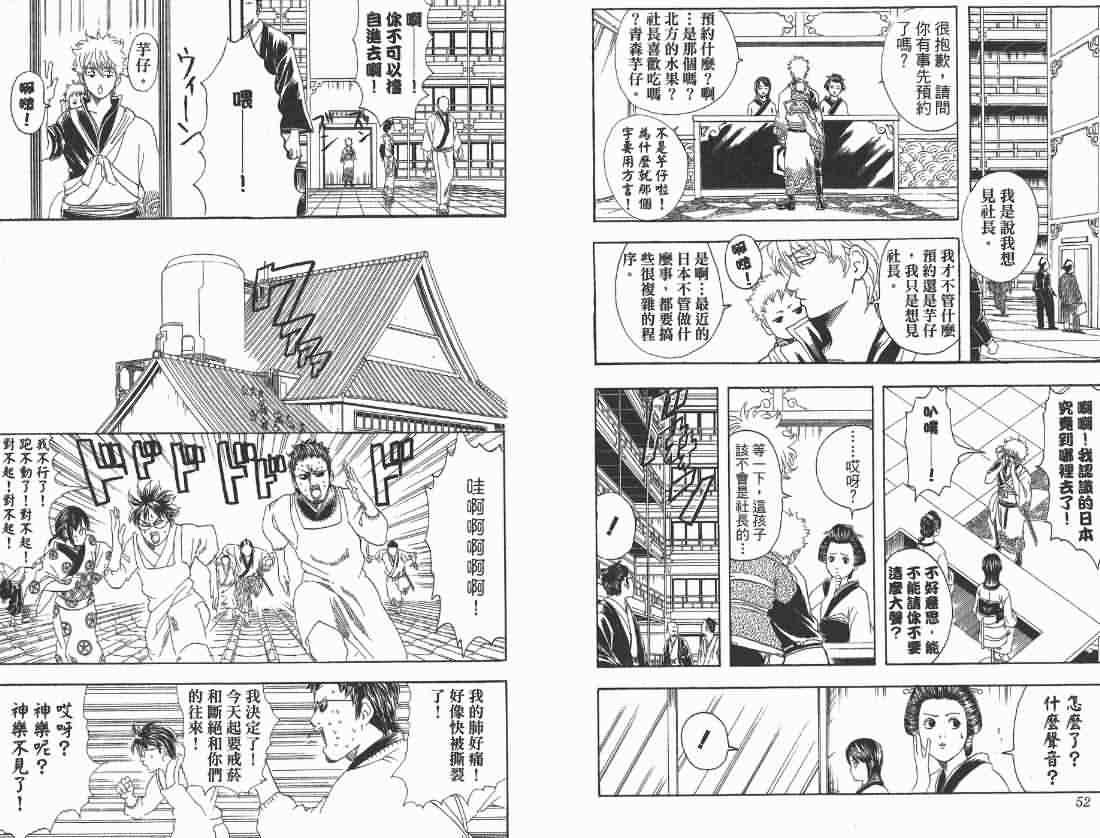 我是說我想
見社長。
很抱歉，請問
你有事先預約
了嗎？
預約什麼？啊
…是那個嗎？
北方的水果？
社長喜歡吃嗎
？青森芋仔。
不是芋仔啦！
為什麼就那個
字要用方言！
我才不管什麼
預約還是芋仔
，我只是想見
社長。
是啊…最近的
日本不管做什
麼事，都要搞
些很複雜的程
序。
啊啊！我認識的日本
究竟到哪裡去了！
叭噗——！
不好意思，能
不能請你不要
這麼大聲？
……哎呀？
等一下，這孩子
該不會是社長的…
！
怎麼了？
什麼聲音？
！
52
啊——！
你不可以擅
自進去啊！
喂——！
ウィーン
芋仔。
哇啊啊啊啊！
ドドドドド
我不行了！
跑不動了！對不起！
對不起！對不起！
我的肺好痛！
好像快被撕裂
了！
我決定了！
今天起要戒菸
和斷絕和你們
的往來！
哎呀？
神樂呢？
神樂不見了！